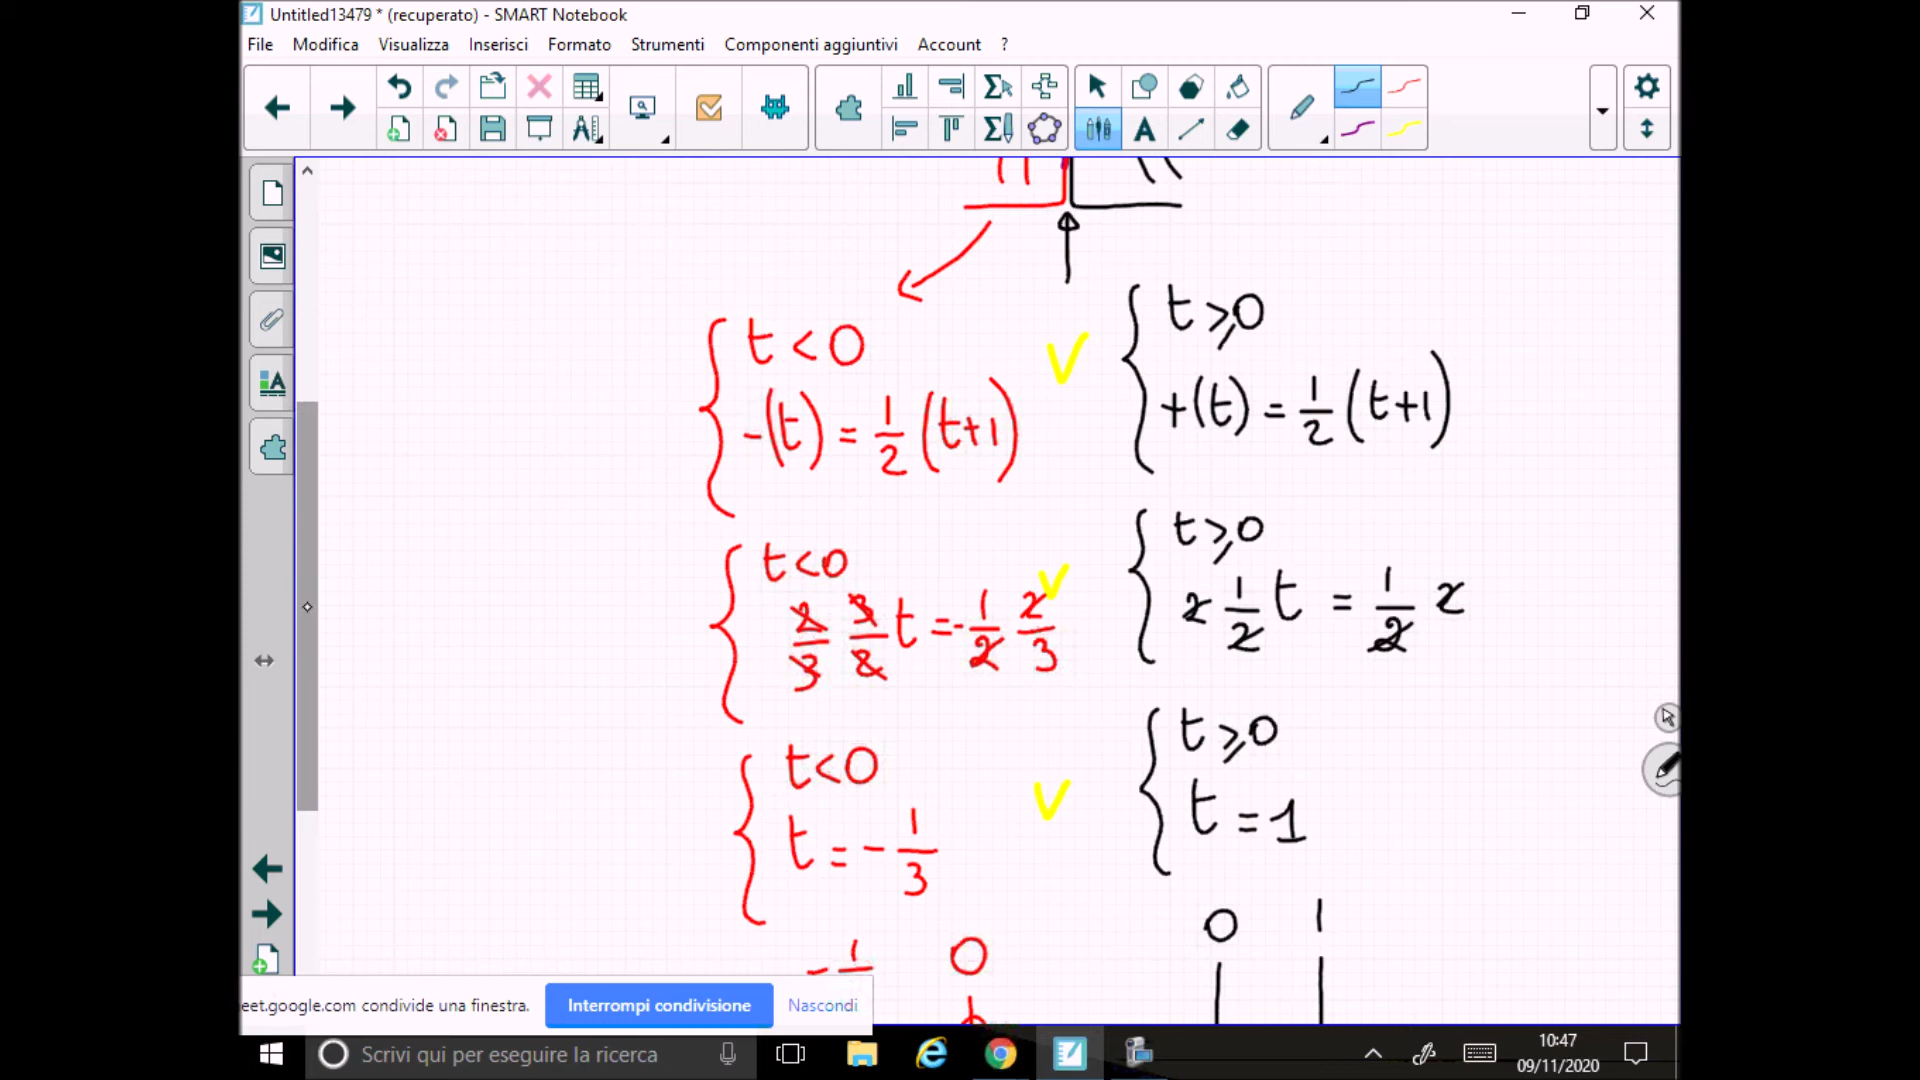 Untitled13479 * (recuperato) - SMART Notebook
File Modifica Visualizza Inserisci Formato Strumenti Componenti aggiuntivi Account ?
t<0
-(t) = 1/2 (t+1)
V
t⩾0
+(t) = 1/2 (t+1)
t<0
2/3 3/2 t = -1/2 2/3
V
t⩾0
2 1/2 t = 1/2 2
t<0
t = -1/3
V
t⩾0
t = 1
-1
0
0 1
eet.google.com condivide una finestra.
Interrompi condivisione
Nascondi
Scrivi qui per eseguire la ricerca
10:47
09/11/2020